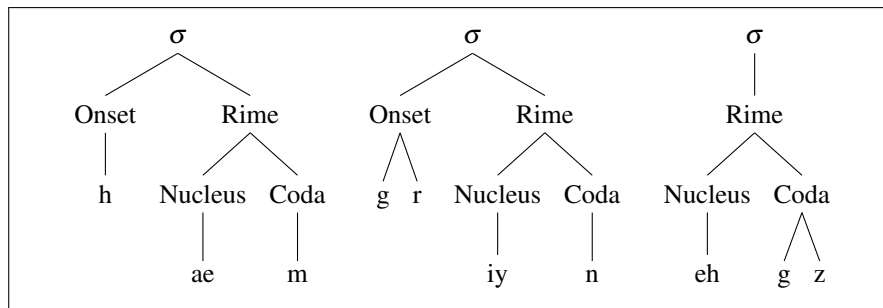 σ σ σ
Onset Rime Onset Rime Rime
h Nucleus Coda g r Nucleus Coda Nucleus Coda
ae m iy n eh g z